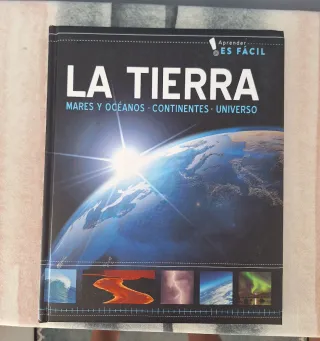 Aprender
ES FÁCIL
LA TIERRA
MARES Y OCÉANOS · CONTINENTES · UNIVERSO